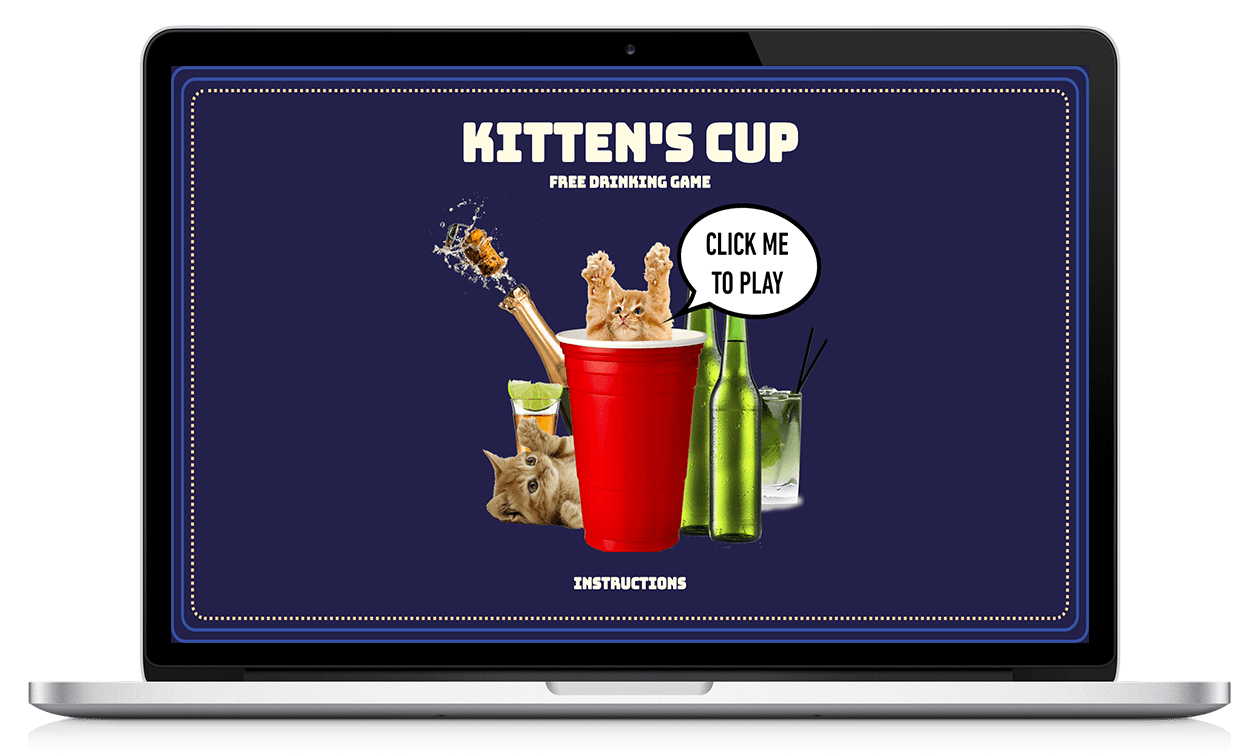 KITTEN'S CUP
FREE DRINKING GAME
CLICK ME
TO PLAY
INSTRUCTIONS